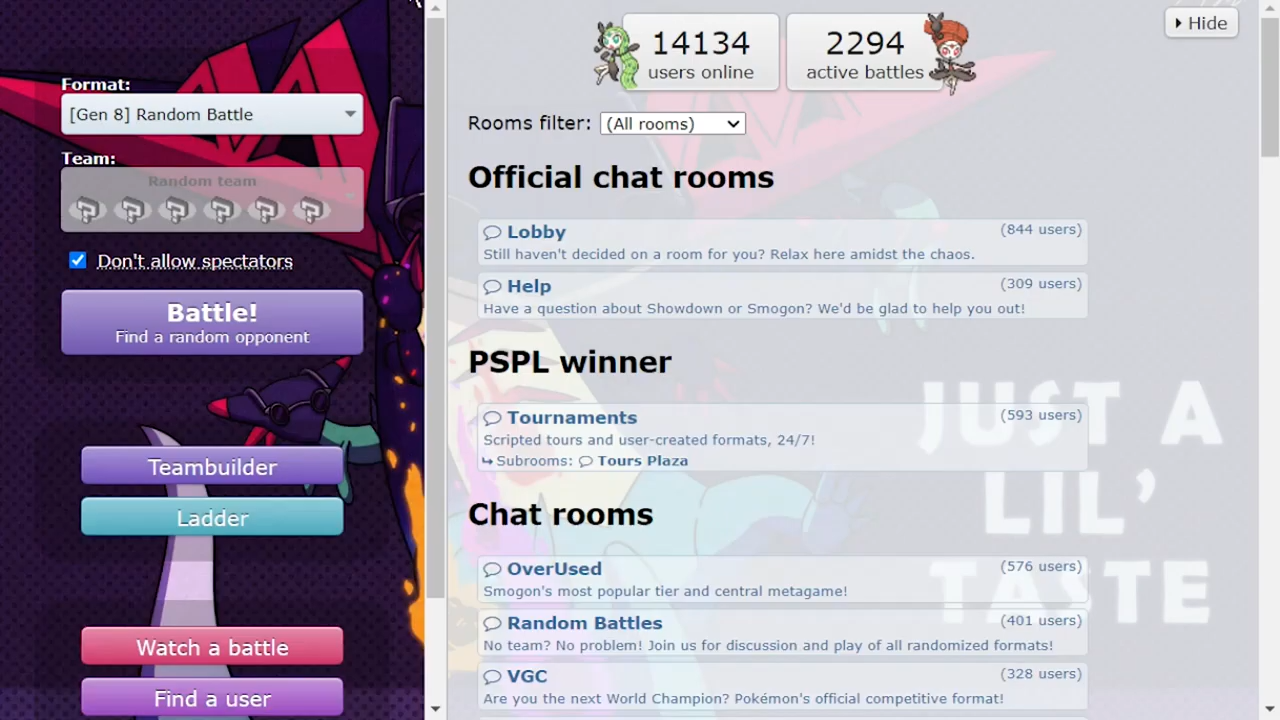 Format:
[Gen 8] Random Battle
Team:
Random team
Don't allow spectators
Battle!
Find a random opponent
Teambuilder
Ladder
Watch a battle
Find a user
14134
users online
2294
active battles
Hide
Rooms filter: (All rooms)
Official chat rooms
Lobby (844 users)
Still haven't decided on a room for you? Relax here amidst the chaos.
Help (309 users)
Have a question about Showdown or Smogon? We'd be glad to help you out!
PSPL winner
Tournaments (593 users)
Scripted tours and user-created formats, 24/7!
Subrooms: Tours Plaza
Chat rooms
OverUsed (576 users)
Smogon's most popular tier and central metagame!
Random Battles (401 users)
No team? No problem! Join us for discussion and play of all randomized formats!
VGC (328 users)
Are you the next World Champion? Pokémon's official competitive format!
JUST A
LIL'
TASTE